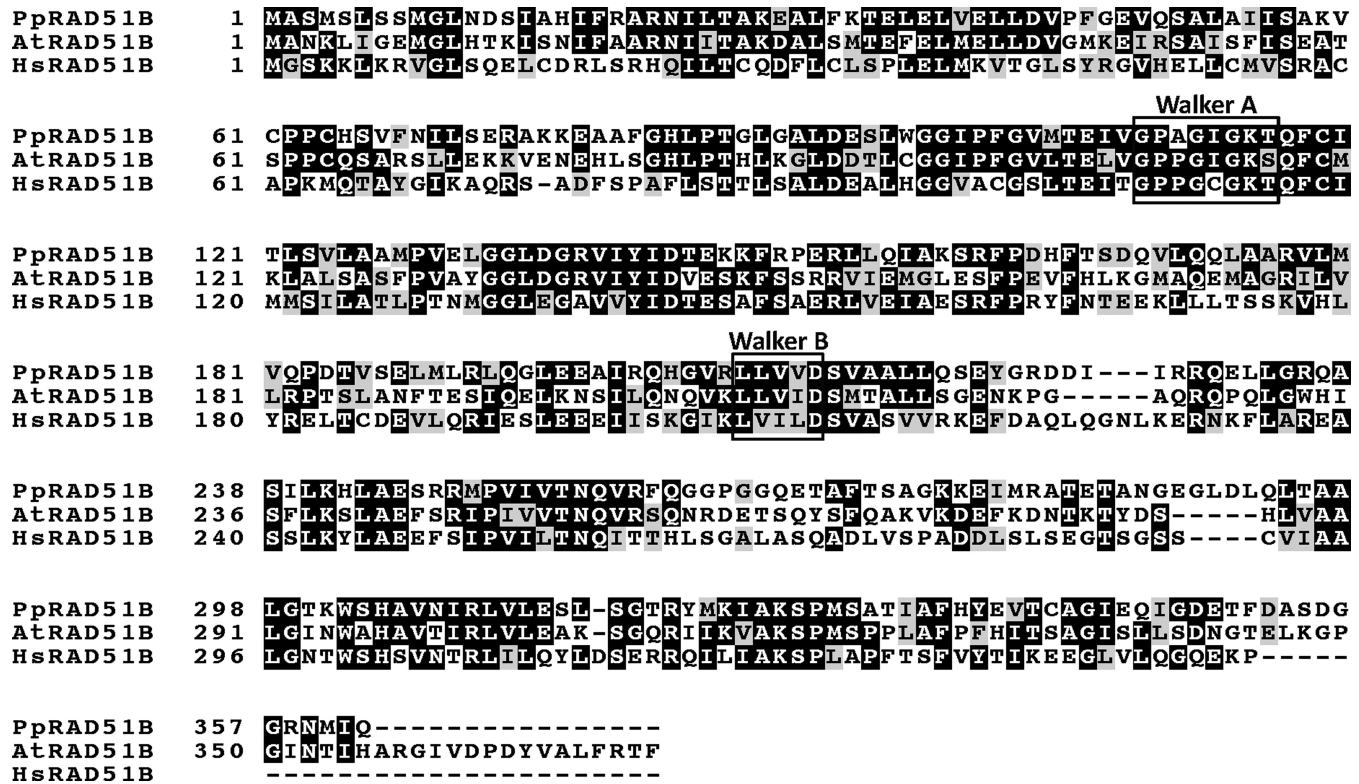 PpRAD51B 1 MASMSLSSMGLNDSIAHIFRARNILTAKEALFKTELELVELLDVPFGEVQSALAIISAKV
AtRAD51B 1 MANKLIGEMGLHTKISNIFAARNIITAKDALSMTEFELMELLDVGMKEIRSAISFISEAT
HsRAD51B 1 MGSKKLKRVGLSQELCDRLSRHQILTCQDFLCLSPLELMKVTGLSYRGVHELLCMVSRAC
Walker A
PpRAD51B 61 CPPCHSVFNILSERAKKEAAFGHLPTGLGALDESLWGGIPFGVMTEIVGPAGIGKTQFCI
AtRAD51B 61 SPPCQSARSLLEKKVENEHLSGHLPTHLKGLDDTLCGGIPFGVLTELVGPPGIGKSQFCM
HsRAD51B 61 APKMQTAYGIKAQRS-ADFSPAFLSTTLSALDEALHGGVACGSLTEITGPPGCGKTQFCI
PpRAD51B 121 TLSVLAAMPVELGGLDGRVIYIDTEKKFRPERLLQIAKSRFPDHFTSDQVLQQLAARVLM
AtRAD51B 121 KLALSASFPVAYGGLDGRVIYIDVESKFSSRRVIEMGLESFPEVFHLKGMAQEMAGRILV
HsRAD51B 120 MMSILATLPTNMGGLEGAVVYIDTESAFSAERLVEIAESRFPRYFNTEEKLLLTSSKVHL
Walker B
PpRAD51B 181 VQPDTVSELMLRLQGLEEAIRQHGVRLLVVDSVAALLQSEYGRDDI---IRRQELLGRQA
AtRAD51B 181 LRPTSLANFTESIQELKNSILQNQVKLLVIDSMTALLSGENKPG-----AQRQPQLGWHI
HsRAD51B 180 YRELTCDEVLQRIESLEEEIISKGIKLVILDSVASVVRKEFDAQLQGNLKERNKFLAREA
PpRAD51B 238 SILKHLAESRRMPVIVTNQVRFQGGPGGQETAFTSAGKKEIMRATETANGEGLDLQLTAA
AtRAD51B 236 SFLKSLAEFSRIPIVVTNQVRSQNRDETSQYSFQAKVKDEFKDNTKTYDS-----HLVAA
HsRAD51B 240 SSLKYLAEEFSIPVILTNQITTHLSGALASQADLVSPADDLSLSEGTSGSS----CVIAA
PpRAD51B 298 LGTKWSHAVNIRLVLESL-SGTRYMKIAKSPMSATIAFHYEVTCAGIEQIGDETFDASDG
AtRAD51B 291 LGINWAHAVTIRLVLEAK-SGQRIIKVAKSPMSPPLAFPFHITSAGISLLSDNGTELKGP
HsRAD51B 296 LGNTWSHSVNTRLILQYLDSERRQILIAKSPLAPFTSFVYTIKEEGLVLQGQEKP-----
PpRAD51B 357 GRNMIQ----------------
AtRAD51B 350 GINTIHARGIVDPDYVALFRTF
HsRAD51B ----------------------